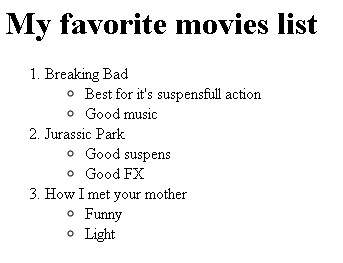 My favorite movies list
1. Breaking Bad
Best for it's suspensfull action
Good music
2. Jurassic Park
Good suspens
Good FX
3. How I met your mother
Funny
Light